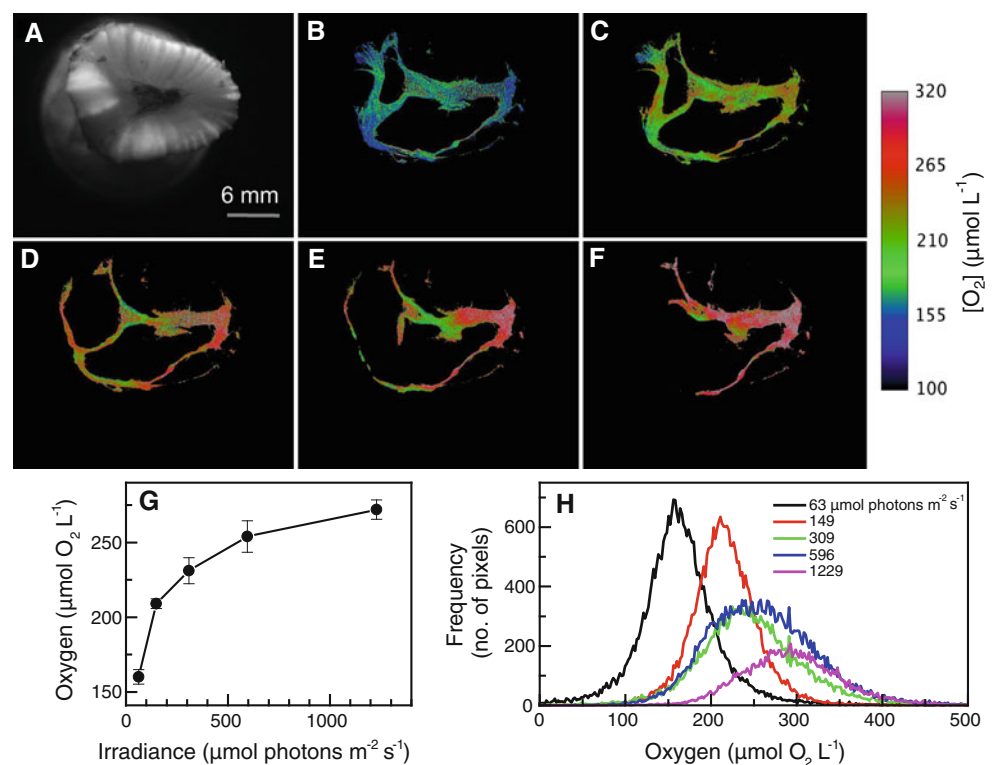 A
B
C
6 mm
D
E
F
320
265
210
155
100
[O₂] (µmol L⁻¹)
G
Oxygen (µmol O₂ L⁻¹)
250
200
150
0
500
1000
Irradiance (µmol photons m⁻² s⁻¹)
H
63 µmol photons m⁻² s⁻¹
149
309
596
1229
Frequency
(no. of pixels)
600
400
200
0
0
100
200
300
400
500
Oxygen (µmol O₂ L⁻¹)